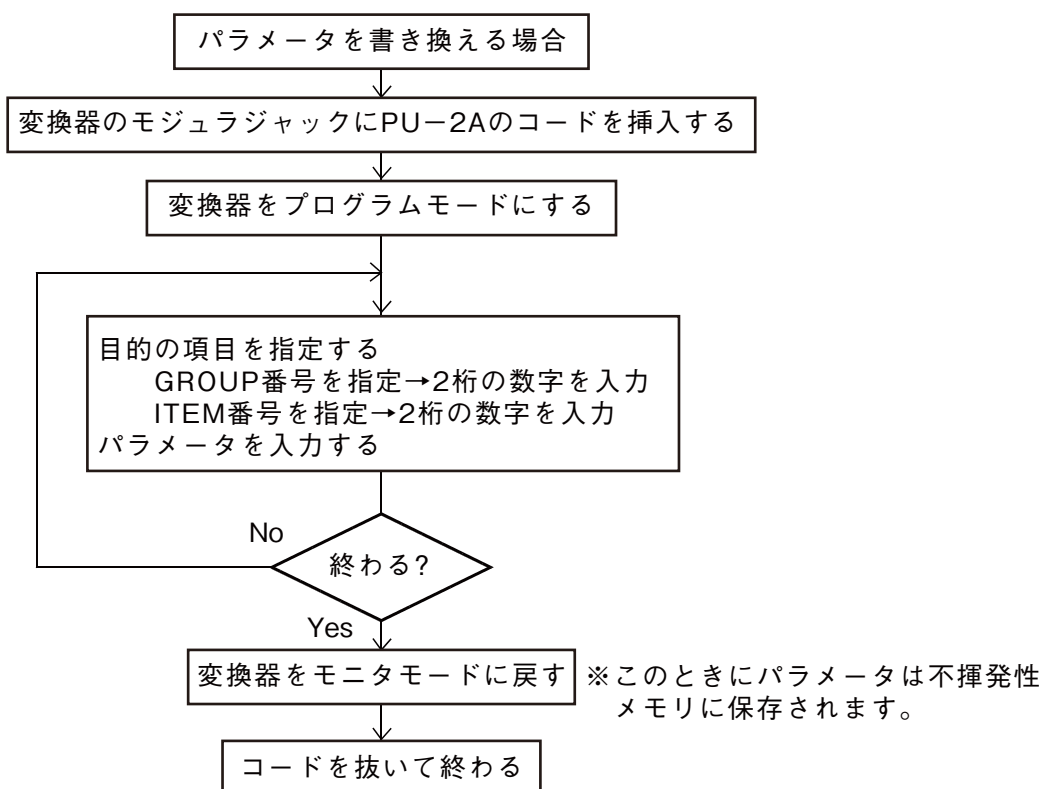 パラメータを書き換える場合
変換器のモジュラジャックにPU－2Aのコードを挿入する
変換器をプログラムモードにする
目的の項目を指定する
GROUP番号を指定→2桁の数字を入力
ITEM番号を指定→2桁の数字を入力
パラメータを入力する
No
終わる?
Yes
変換器をモニタモードに戻す
※このときにパラメータは不揮発性
メモリに保存されます。
コードを抜いて終わる